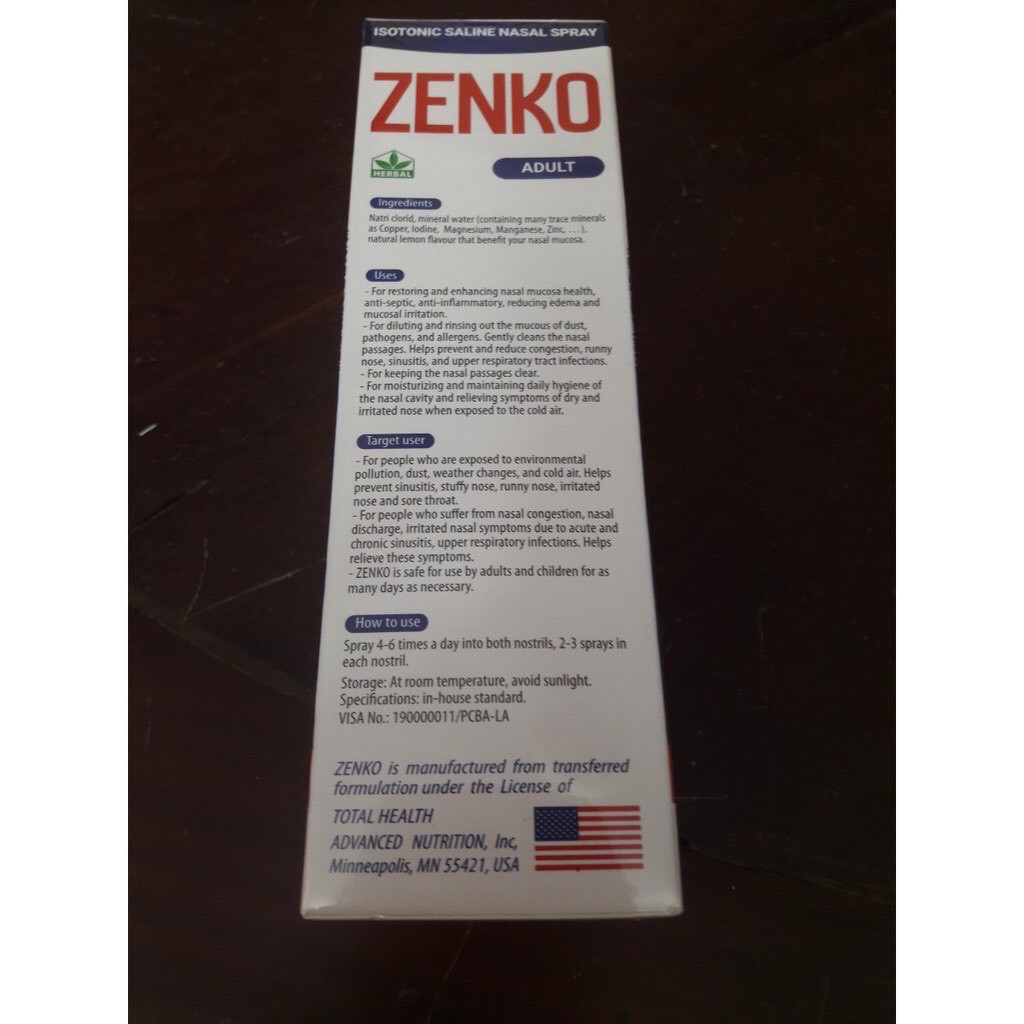 ISOTONIC SALINE NASAL SPRAY
ZENKO
HERBAL
ADULT
Ingredients
Natri clorid, mineral water (containing many trace minerals
as Copper, Iodine, Magnesium, Manganese, Zinc, ...),
natural lemon flavour that benefit your nasal mucosa.
Uses
- For restoring and enhancing nasal mucosa health,
anti-septic, anti-inflammatory, reducing edema and
mucosal irritation.
- For diluting and rinsing out the mucous of dust,
pathogens, and allergens. Gently cleans the nasal
passages. Helps prevent and reduce congestion, runny
nose, sinusitis, and upper respiratory tract infections.
- For keeping the nasal passages clear.
- For moisturizing and maintaining daily hygiene of
the nasal cavity and relieving symptoms of dry and
irritated nose when exposed to the cold air.
Target user
- For people who are exposed to environmental
pollution, dust, weather changes, and cold air. Helps
prevent sinusitis, stuffy nose, runny nose, irritated
nose and sore throat.
- For people who suffer from nasal congestion, nasal
discharge, irritated nasal symptoms due to acute and
chronic sinusitis, upper respiratory infections. Helps
relieve these symptoms.
- ZENKO is safe for use by adults and children for as
many days as necessary.
How to use
Spray 4-6 times a day into both nostrils, 2-3 sprays in
each nostril.
Storage: At room temperature, avoid sunlight.
Specifications: in-house standard.
VISA No.: 190000011/PCBA-LA
ZENKO is manufactured from transferred
formulation under the License of
TOTAL HEALTH
ADVANCED NUTRITION, Inc,
Minneapolis, MN 55421, USA